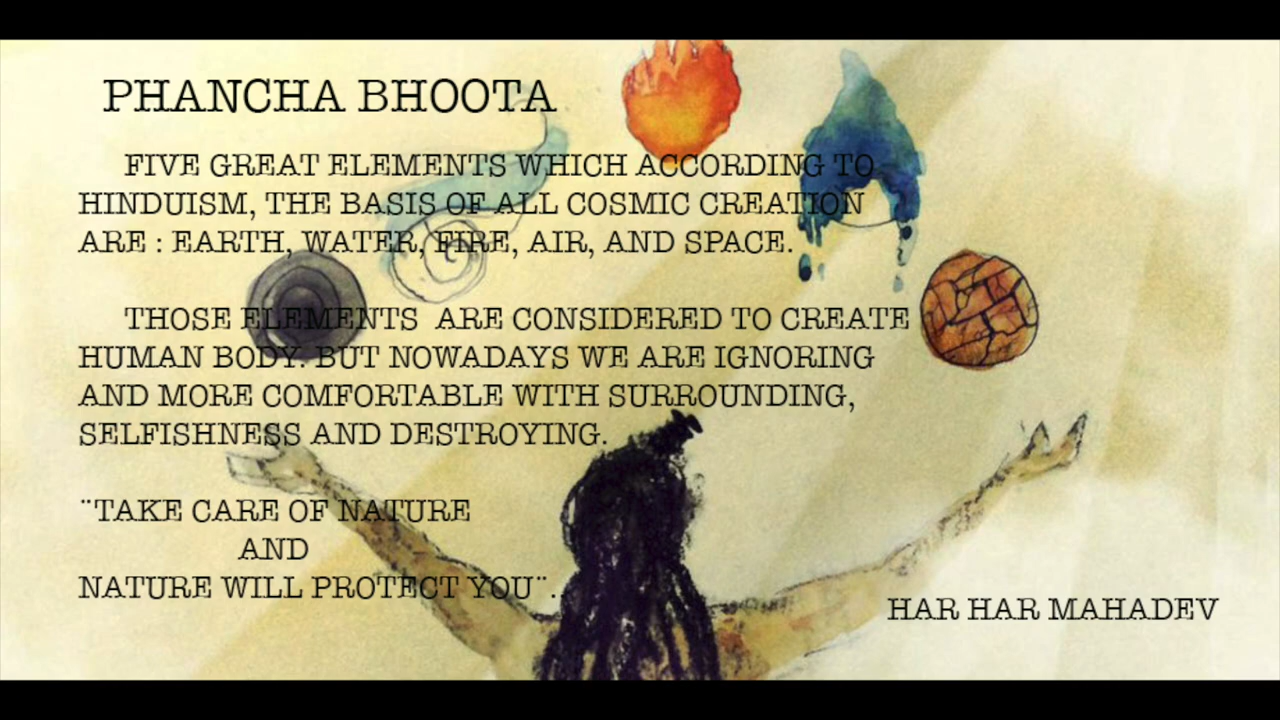 PHANCHA BHOOTA
FIVE GREAT ELEMENTS WHICH ACCORDING TO
HINDUISM, THE BASIS OF ALL COSMIC CREATION
ARE : EARTH, WATER, FIRE, AIR, AND SPACE.
THOSE ELEMENTS ARE CONSIDERED TO CREATE
HUMAN BODY. BUT NOWADAYS WE ARE IGNORING
AND MORE COMFORTABLE WITH SURROUNDING,
SELFISHNESS AND DESTROYING.
¨TAKE CARE OF NATURE
AND
NATURE WILL PROTECT YOU¨.
HAR HAR MAHADEV